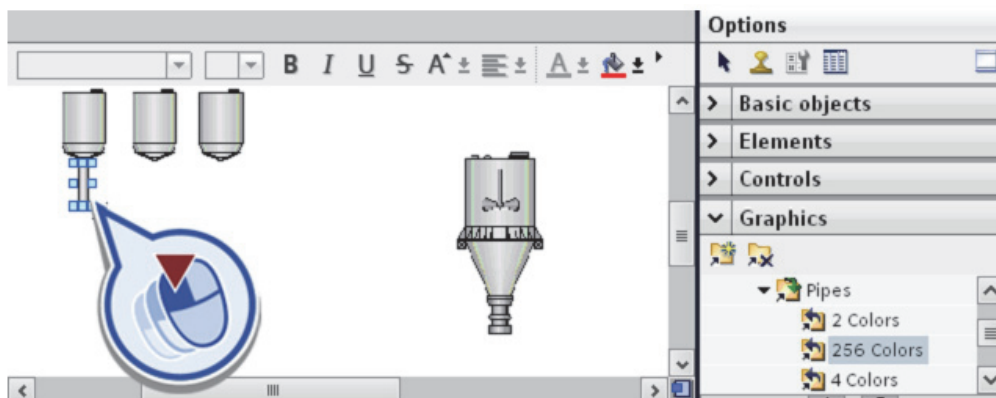 Options
B I U S A A
Basic objects
Elements
Controls
Graphics
Pipes
2 Colors
256 Colors
4 Colors